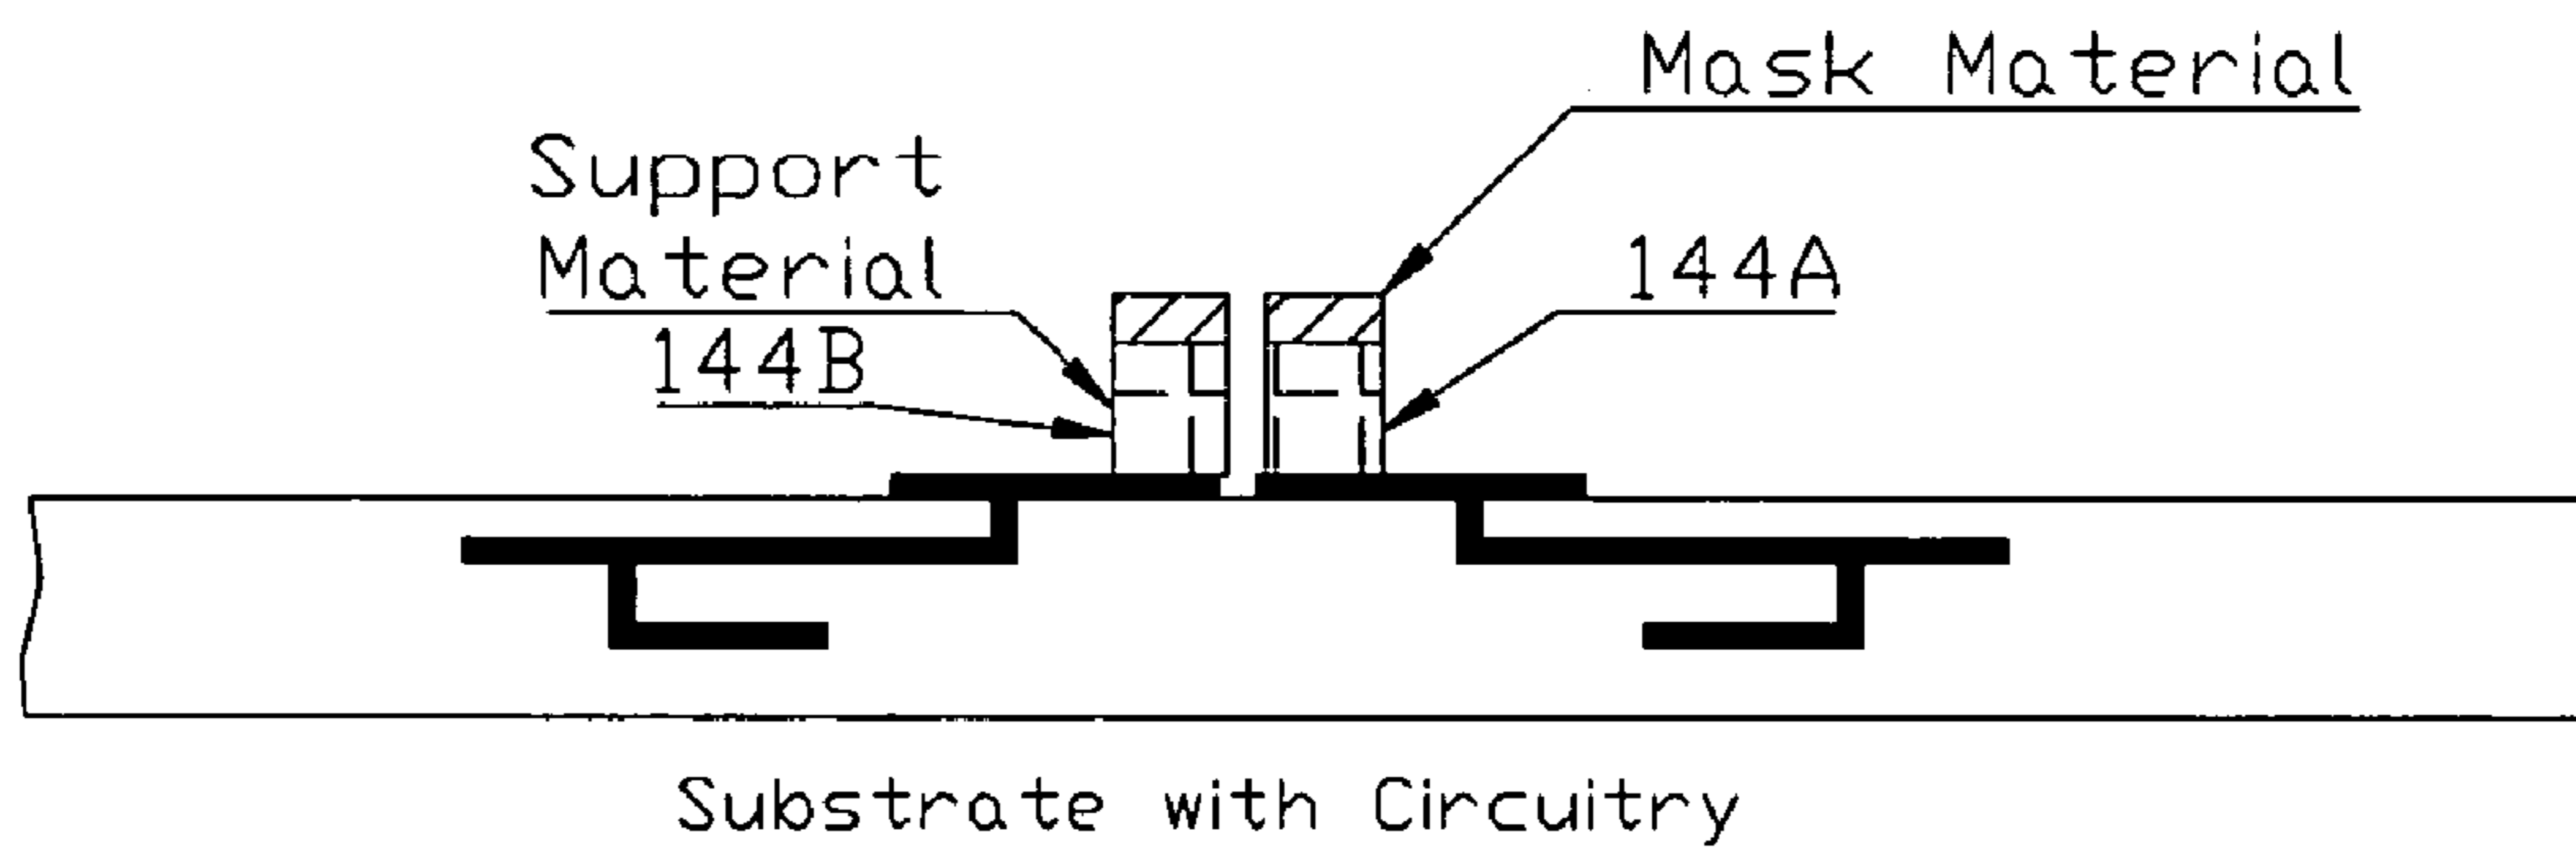 Mask Material
Support
Material
144A
144B
Substrate with Circuitry